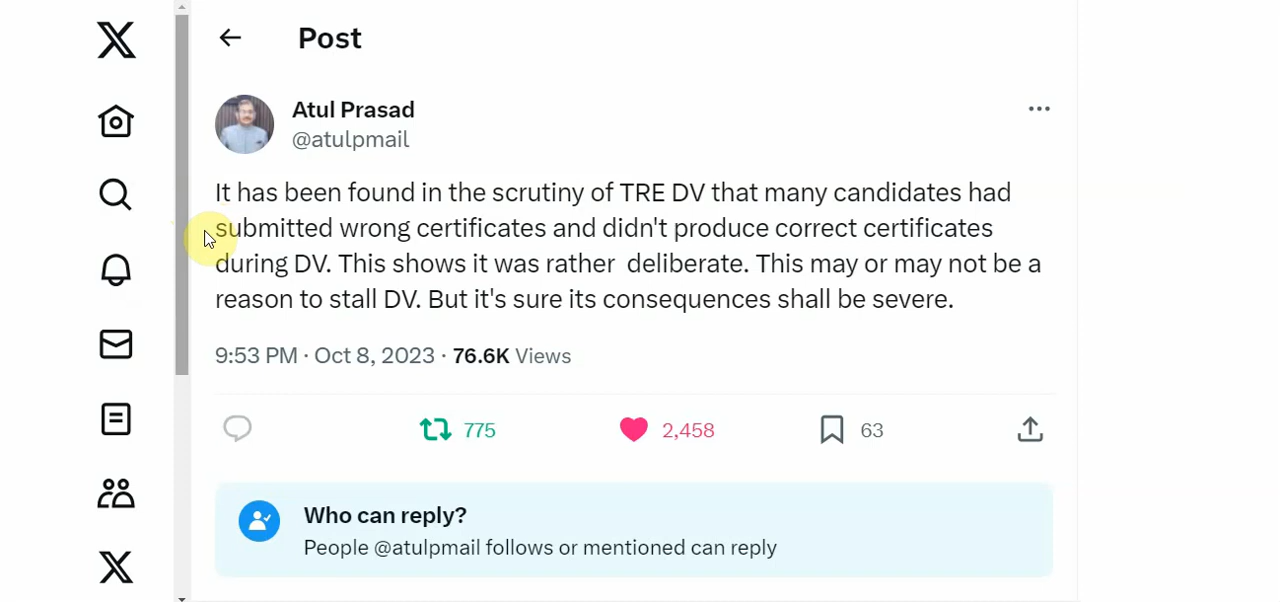 Post
Atul Prasad
@atulpmail
It has been found in the scrutiny of TRE DV that many candidates had
submitted wrong certificates and didn't produce correct certificates
during DV. This shows it was rather  deliberate. This may or may not be a
reason to stall DV. But it's sure its consequences shall be severe.
9:53 PM · Oct 8, 2023 · 76.6K Views
775 2,458 63
Who can reply?
People @atulpmail follows or mentioned can reply